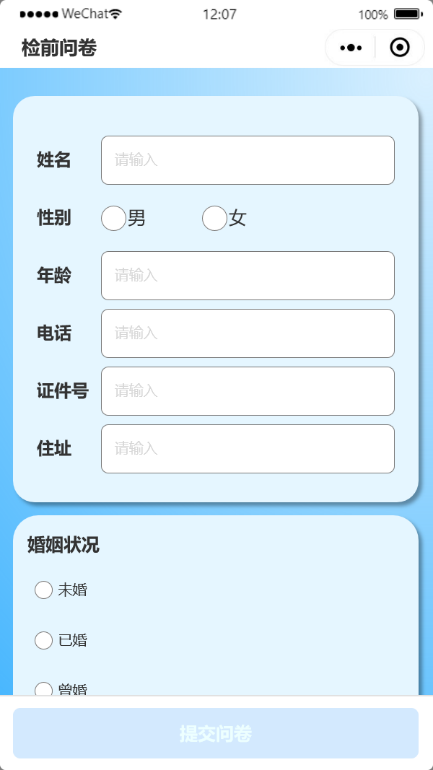 WeChat 12:07 100%
检前问卷
姓名 请输入
性别 男 女
年龄 请输入
电话 请输入
证件号 请输入
住址 请输入
婚姻状况
未婚
已婚
曾婚
提交问卷